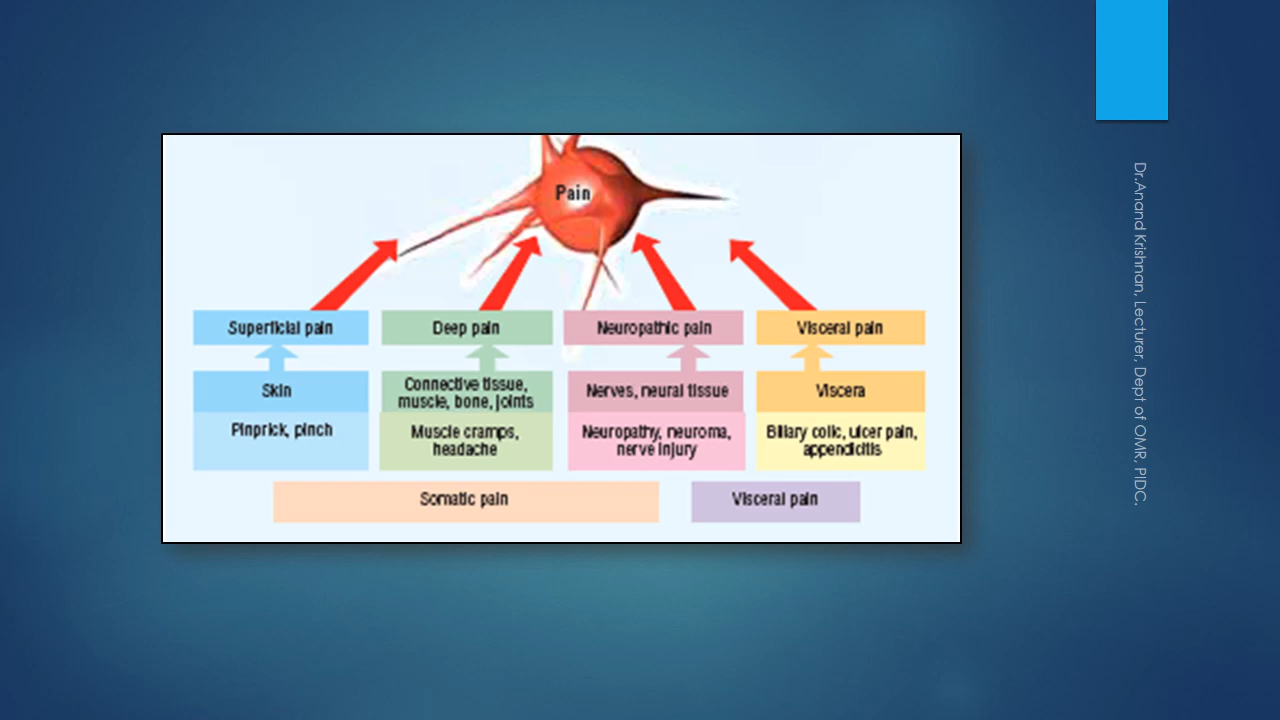 Pain
Superficial pain
Deep pain
Neuropathic pain
Visceral pain
Skin
Connective tissue,
muscle, bone, joints
Nerves, neural tissue
Viscera
Pinprick, pinch
Muscle cramps,
headache
Neuropathy, neuroma,
nerve injury
Biliary colic, ulcer pain,
appendicitis
Somatic pain
Visceral pain
Dr.Anand Krishnan, Lecturer, Dept of OMR, PIDC.